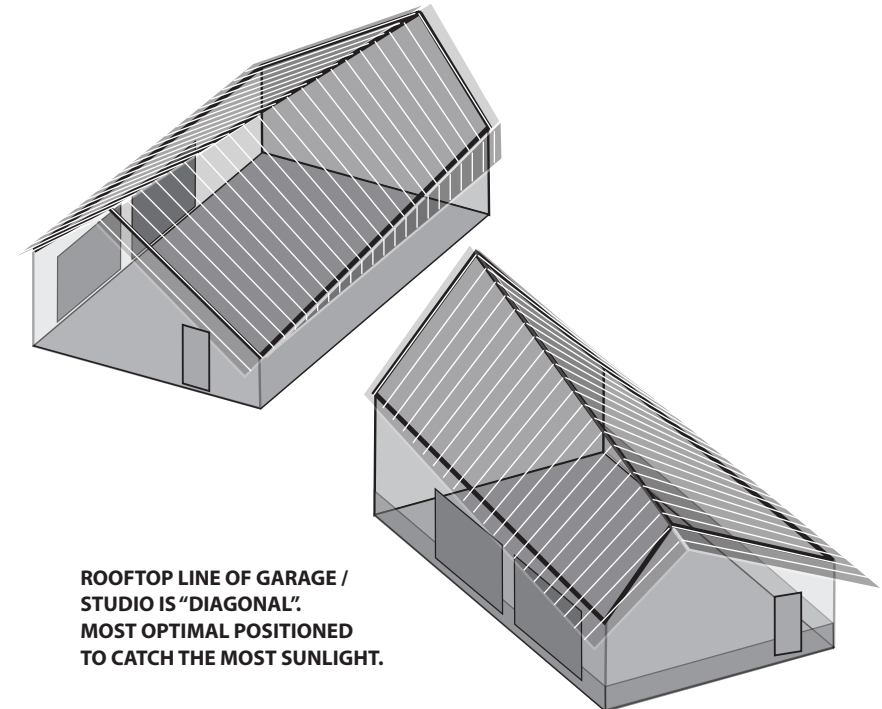 ROOFTOP LINE OF GARAGE /
STUDIO IS “DIAGONAL”.
MOST OPTIMAL POSITIONED
TO CATCH THE MOST SUNLIGHT.